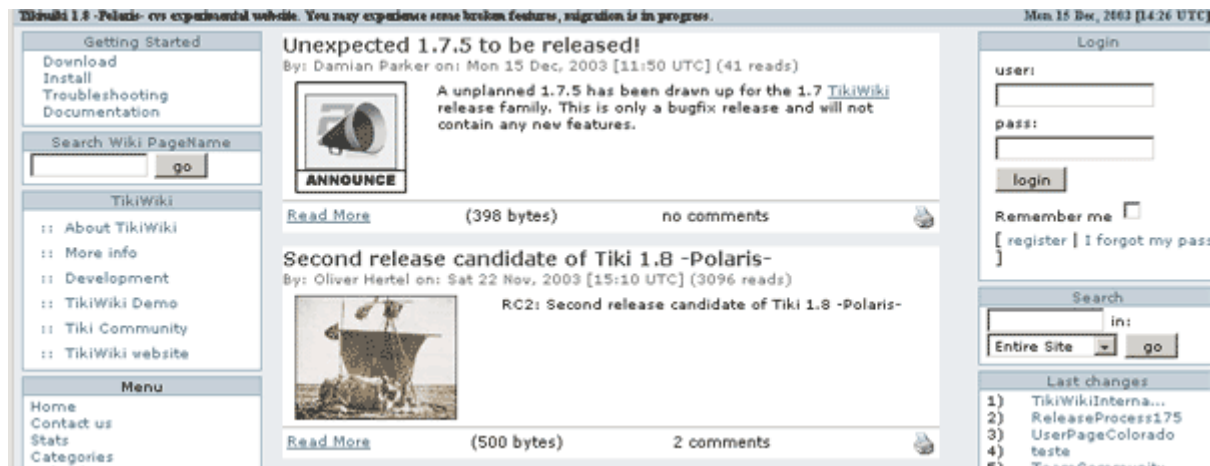 Tikiwiki 1.8 -Polaris- cvs experimental website. You may experience some broken features, migration is in progress.
Mon 15 Dec, 2003 [14:26 UTC]
Getting Started
Download
Install
Troubleshooting
Documentation
Search Wiki PageName
go
TikiWiki
:: About TikiWiki
:: More info
:: Development
:: TikiWiki Demo
:: Tiki Community
:: TikiWiki website
Menu
Home
Contact us
Stats
Categories
Unexpected 1.7.5 to be released!
By: Damian Parker on: Mon 15 Dec, 2003 [11:50 UTC] (41 reads)
ANNOUNCE
A unplanned 1.7.5 has been drawn up for the 1.7 TikiWiki
release family. This is only a bugfix release and will not
contain any new features.
Read More (398 bytes) no comments
Second release candidate of Tiki 1.8 -Polaris-
By: Oliver Hertel on: Sat 22 Nov, 2003 [15:10 UTC] (3096 reads)
RC2: Second release candidate of Tiki 1.8 -Polaris-
Read More (500 bytes) 2 comments
Login
user:
pass:
login
Remember me
[ register | I forgot my pass
]
Search
in:
Entire Site go
Last changes
1) TikiWikiInterna...
2) ReleaseProcess175
3) UserPageColorado
4) teste
5) TeamCommunity